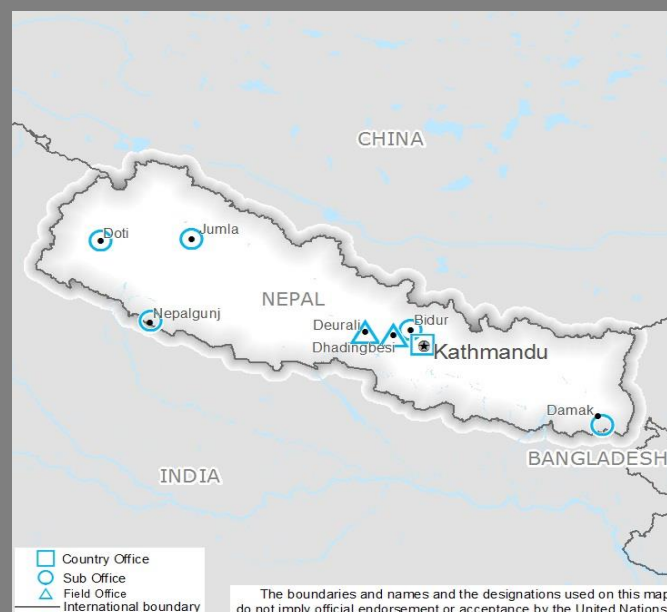 CHINA
Doti
Jumla
NEPAL
Nepalgunj
Deurali
Bidur
Dhadingbesi
Kathmandu
Damak
BANGLADESH
INDIA
Country Office
Sub Office
Field Office
International boundary
The boundaries and names and the designations used on this map
do not imply official endorsement or acceptance by the United Nations.